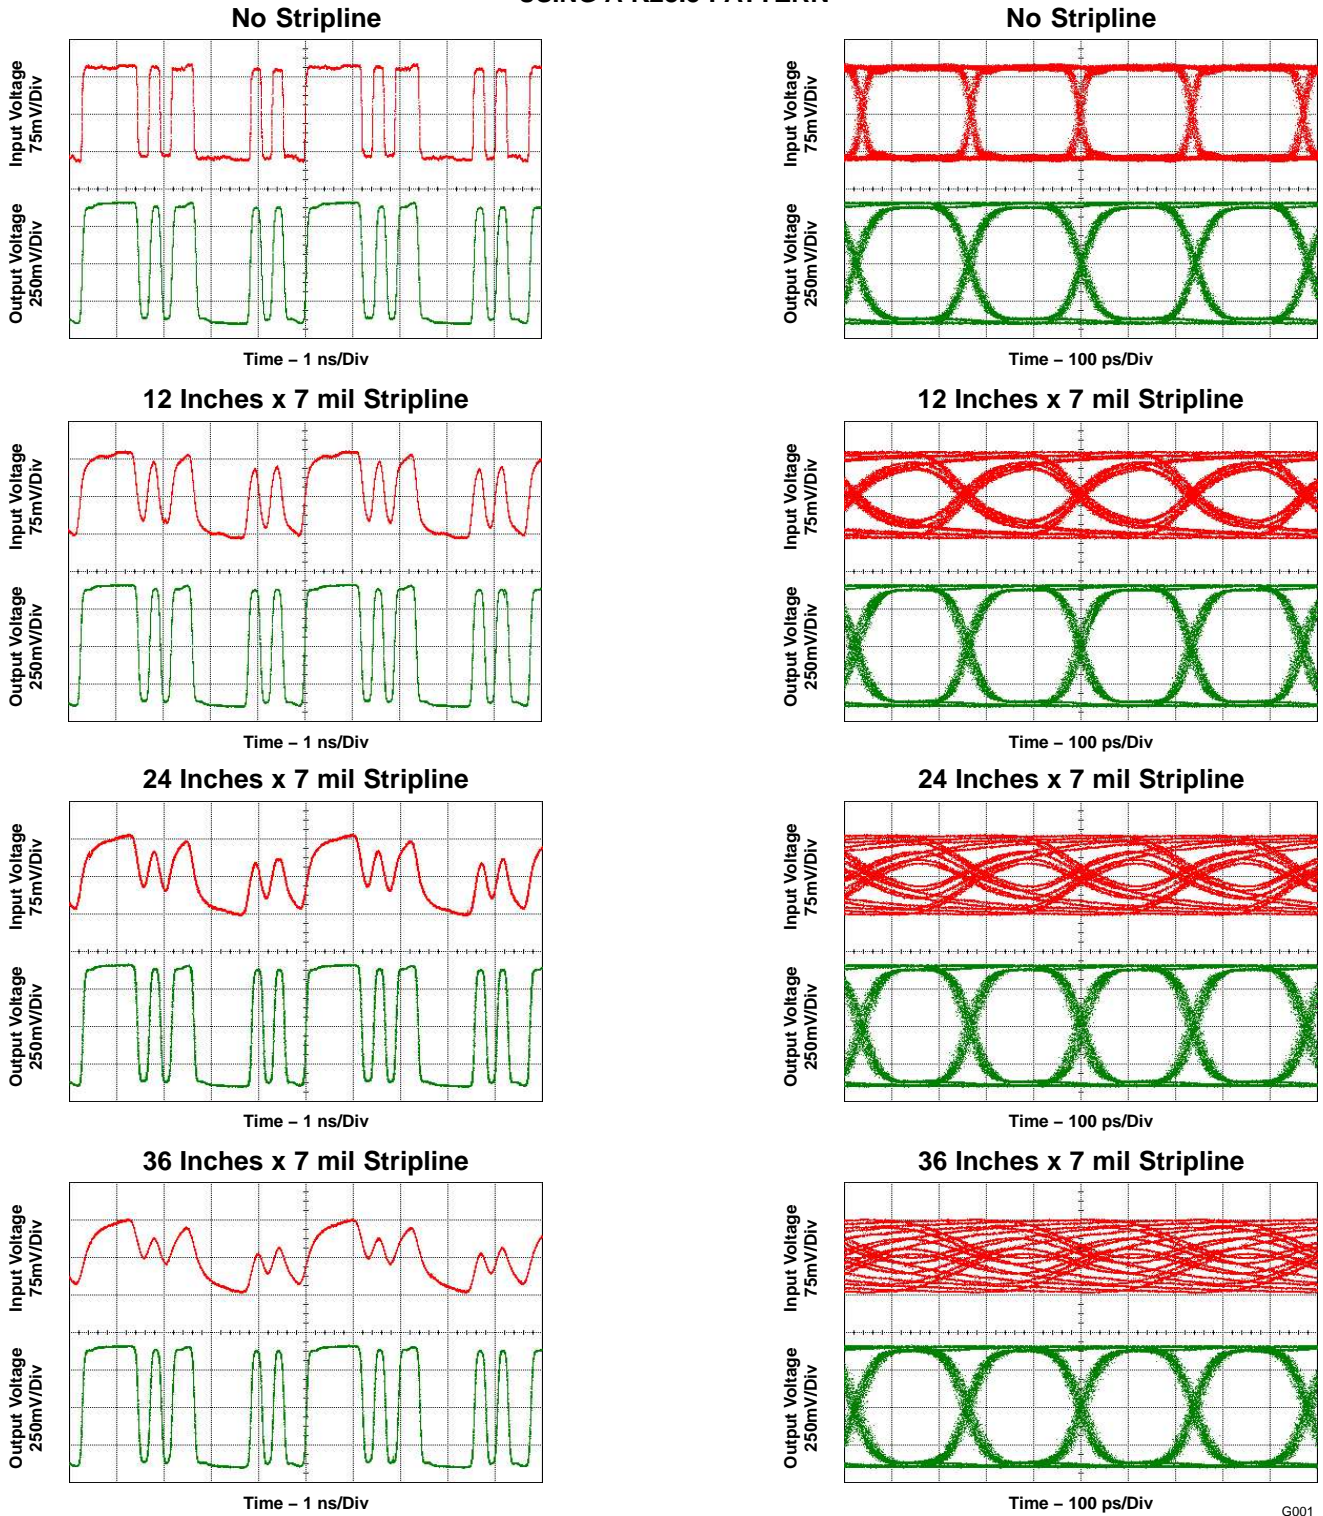 No Stripline
No Stripline
Input Voltage
75mV/Div
Output Voltage
250mV/Div
Time – 1 ns/Div
Input Voltage
75mV/Div
Output Voltage
250mV/Div
Time – 100 ps/Div
12 Inches x 7 mil Stripline
12 Inches x 7 mil Stripline
Input Voltage
75mV/Div
Output Voltage
250mV/Div
Time – 1 ns/Div
Input Voltage
75mV/Div
Output Voltage
250mV/Div
Time – 100 ps/Div
24 Inches x 7 mil Stripline
24 Inches x 7 mil Stripline
Input Voltage
75mV/Div
Output Voltage
250mV/Div
Time – 1 ns/Div
Input Voltage
75mV/Div
Output Voltage
250mV/Div
Time – 100 ps/Div
36 Inches x 7 mil Stripline
36 Inches x 7 mil Stripline
Input Voltage
75mV/Div
Output Voltage
250mV/Div
Time – 1 ns/Div
Input Voltage
75mV/Div
Output Voltage
250mV/Div
Time – 100 ps/Div
G001